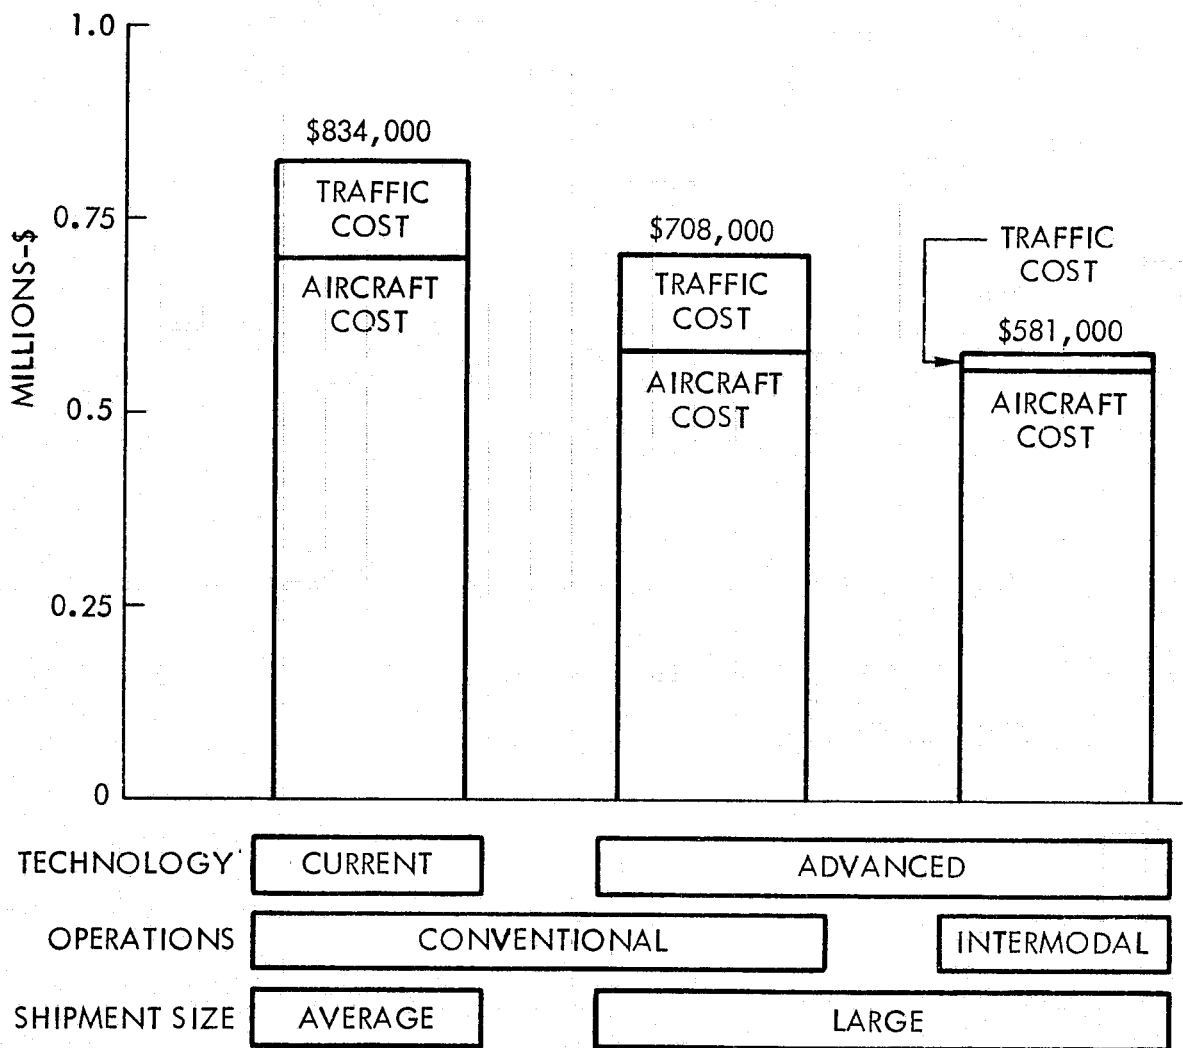 1.0
$834,000
TRAFFIC
COST
0.75
$708,000
TRAFFIC
COST
AIRCRAFT
COST
TRAFFIC
COST
$581,000
MILLIONS-$
0.5
AIRCRAFT
COST
AIRCRAFT
COST
0.25
0
TECHNOLOGY CURRENT ADVANCED
OPERATIONS CONVENTIONAL INTERMODAL
SHIPMENT SIZE AVERAGE LARGE